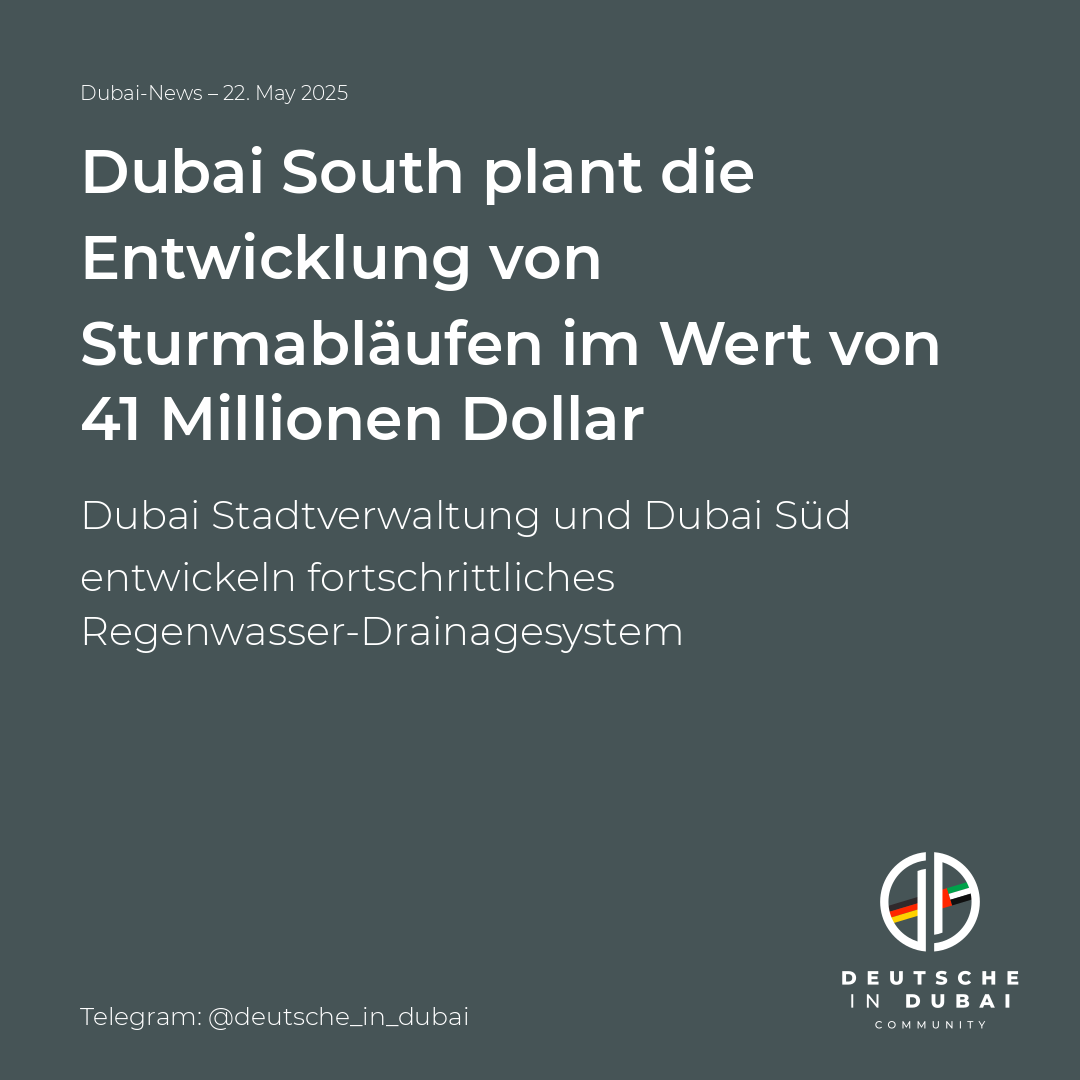 Dubai-News – 22. May 2025
Dubai South plant die
Entwicklung von
Sturmabläufen im Wert von
41 Millionen Dollar
Dubai Stadtverwaltung und Dubai Süd
entwickeln fortschrittliches
Regenwasser-Drainagesystem
Telegram: @deutsche_in_dubai
DEUTSCHE
IN DUBAI
COMMUNITY